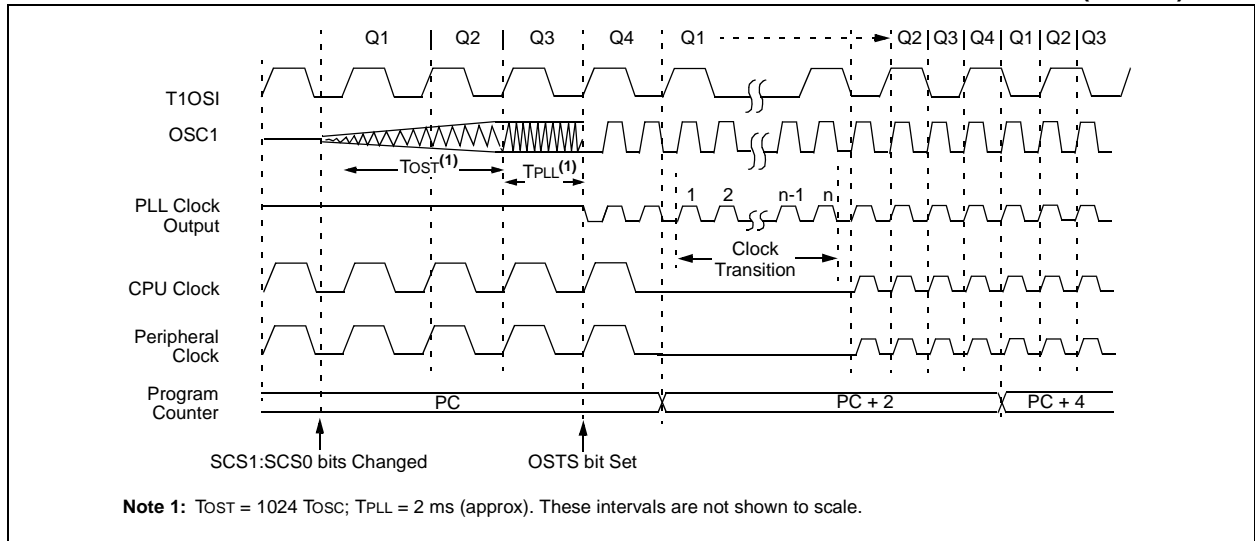 Q1 Q2 Q3 Q4 Q1 Q2 Q3 Q4 Q1 Q2 Q3
T1OSI
OSC1
TOST(1)
TPLL(1)
PLL Clock
Output
1 2 n-1 n
Clock
Transition
CPU Clock
Peripheral
Clock
Program
Counter
PC PC + 2 PC + 4
SCS1:SCS0 bits Changed OSTS bit Set
Note 1: TOST = 1024 TOSC; TPLL = 2 ms (approx). These intervals are not shown to scale.